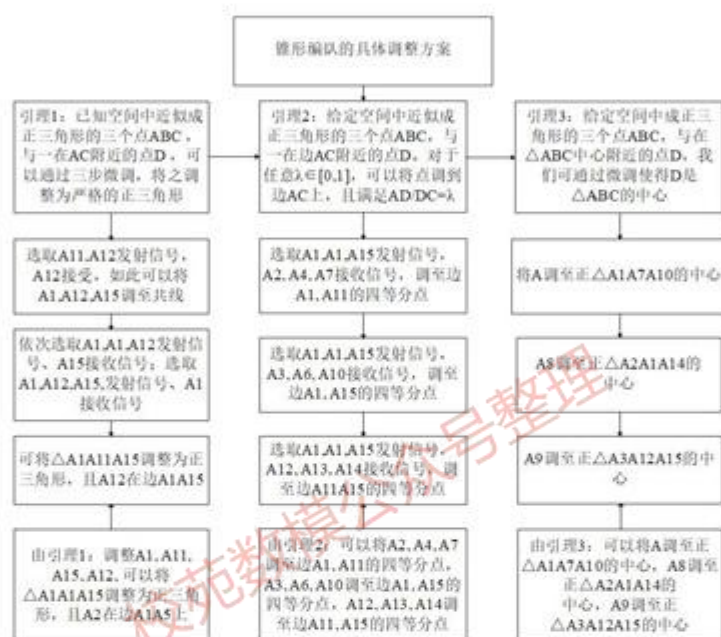 锥形编队的具体调整方案
引理1：已知空间中近似成
正三角形的三个点ABC，
与一在AC附近的点D，可
以通过三步微调，将之调
整为严格的正三角形
引理2：给定空间中近似成正
三角形的三个点ABC，与
一在边AC附近的点D。对于
任意λ∈[0,1]，可以将点调到
边AC上，且满足AD/DC=λ
引理3：给定空间中成正三
角形的三个点ABC，与在
△ABC中心附近的点D，我
们可通过微调使得D是
△ABC的中心
选取A11,A12发射信号，
A12接受，如此可以将
A1,A12,A15调至共线
依次选取A1,A1,A12发射信
号、A15接收信号；选取
A1,A12,A15,发射信号、A1
接收信号
可将△A1A11A15调整为正
三角形，且A12在边A1A15
由引理1：调整A1, A11,
A15, A12, 可以将
△A1A1A15调整为正三角
形，且A2在边A1A5上
选取A1,A1,A15发射信号，
A2, A4, A7接收信号，调至边
A1, A11的四等分点
选取A1,A1,A15发射信号，
A3, A6, A10接收信号，调至
边A1, A15的四等分点
选取A1,A1,A15发射信号，
A12, A13, A14接收信号，调
至边A11A15的四等分点
由引理2：可以将A2, A4, A7
调至边A1, A11的四等分点，
A3, A6, A10调至边A1, A15的
四等分点，A12, A13, A14调
至边A11, A15的四等分点
将A调至正△A1A7A10的中心
A8调至正△A2A1A14的
中心
A9调至正△A3A12A15的中
心
由引理3：可以将A调至正
△A1A7A10的中心，A8调至
正△A2A1A14的
中心，A9调至正
△A3A12A15的中心
校苑数模公众号整理